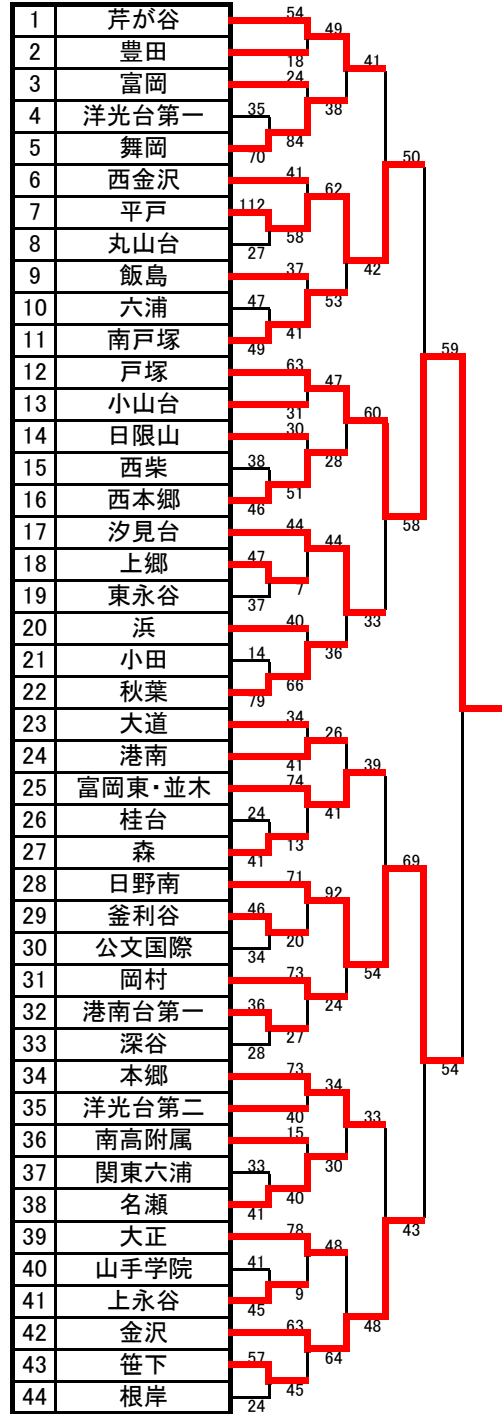 1 芹が谷 54 49 41 50 59
2 豊田 18
3 富岡 24 38
4 洋光台第一 35
5 舞岡 70 84
6 西金沢 41 62 42
7 平戸 112
8 丸山台 27 58
9 飯島 37 53
10 六浦 47
11 南戸塚 49 41
12 戸塚 63 47 60 58
13 小山台 31
14 日限山 30 28
15 西柴 38
16 西本郷 46 51
17 汐見台 44 44 33
18 上郷 47
19 東永谷 37 7
20 浜 40 36
21 小田 14
22 秋葉 79 66
23 大道 34 26 39 69 54
24 港南 41
25 富岡東・並木 74 41
26 桂台 24
27 森 41 13
28 日野南 71 92 54
29 釜利谷 46
30 公文国際 34 20
31 岡村 73 24
32 港南台第一 36
33 深谷 28 27
34 本郷 73 34 33 43
35 洋光台第二 40
36 南高附属 15 30
37 関東六浦 33
38 名瀬 41 40
39 大正 78 48 48
40 山手学院 41
41 上永谷 45 9
42 金沢 63 64
43 笹下 57
44 根岸 24 45